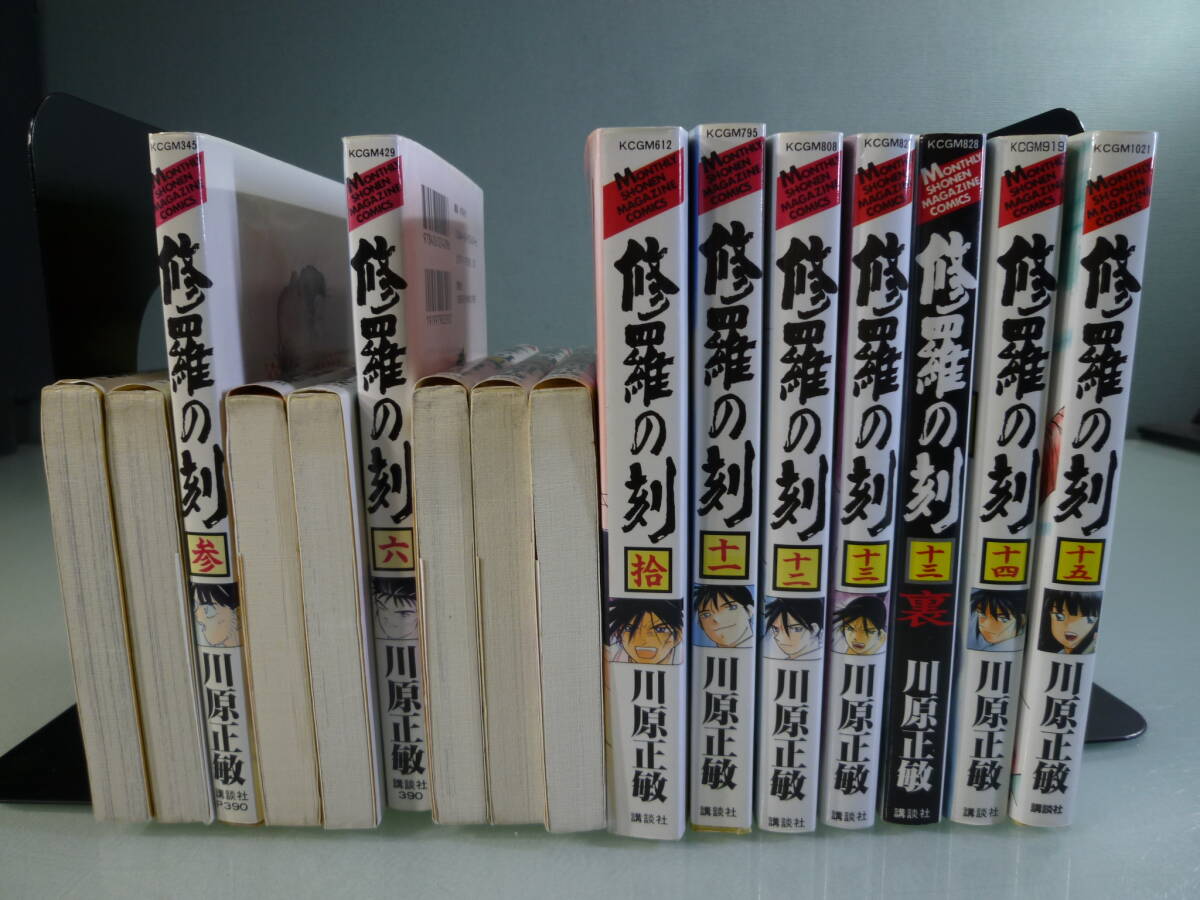 KCGM345
MONTHLY
SHONEN
MAGAZINE
COMICS
修羅の刻
参
川原正敏
講談社
P390
KCGM429
MONTHLY
SHONEN
MAGAZINE
COMICS
修羅の刻
六
川原正敏
講談社
390
KCGM612
MONTHLY
SHONEN
MAGAZINE
COMICS
修羅の刻
拾
川原正敏
講談社
KCGM795
MONTHLY
SHONEN
MAGAZINE
COMICS
修羅の刻
十一
川原正敏
講談社
KCGM808
MONTHLY
SHONEN
MAGAZINE
COMICS
修羅の刻
十二
川原正敏
講談社
KCGM827
MONTHLY
SHONEN
MAGAZINE
COMICS
修羅の刻
十三
川原正敏
講談社
KCGM828
MONTHLY
SHONEN
MAGAZINE
COMICS
修羅の刻
十三
裏
川原正敏
講談社
KCGM919
MONTHLY
SHONEN
MAGAZINE
COMICS
修羅の刻
十四
川原正敏
講談社
KCGM1021
MONTHLY
SHONEN
MAGAZINE
COMICS
修羅の刻
十五
川原正敏
講談社